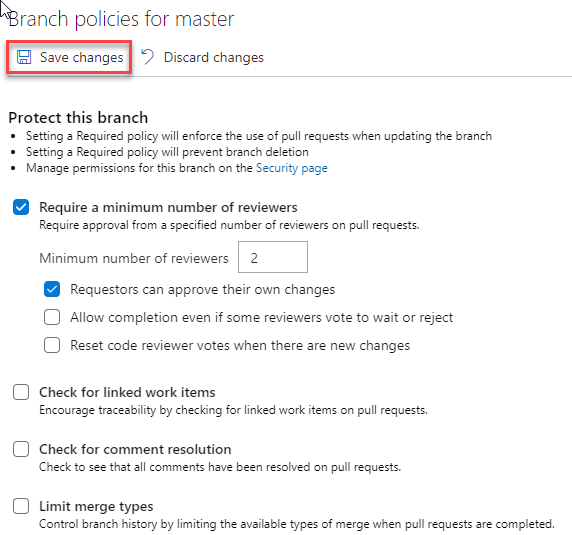 Branch policies for master
Save changes
Discard changes
Protect this branch
• Setting a Required policy will enforce the use of pull requests when updating the branch
• Setting a Required policy will prevent branch deletion
• Manage permissions for this branch on the Security page
Require a minimum number of reviewers
Require approval from a specified number of reviewers on pull requests.
Minimum number of reviewers 2
Requestors can approve their own changes
Allow completion even if some reviewers vote to wait or reject
Reset code reviewer votes when there are new changes
Check for linked work items
Encourage traceability by checking for linked work items on pull requests.
Check for comment resolution
Check to see that all comments have been resolved on pull requests.
Limit merge types
Control branch history by limiting the available types of merge when pull requests are completed.